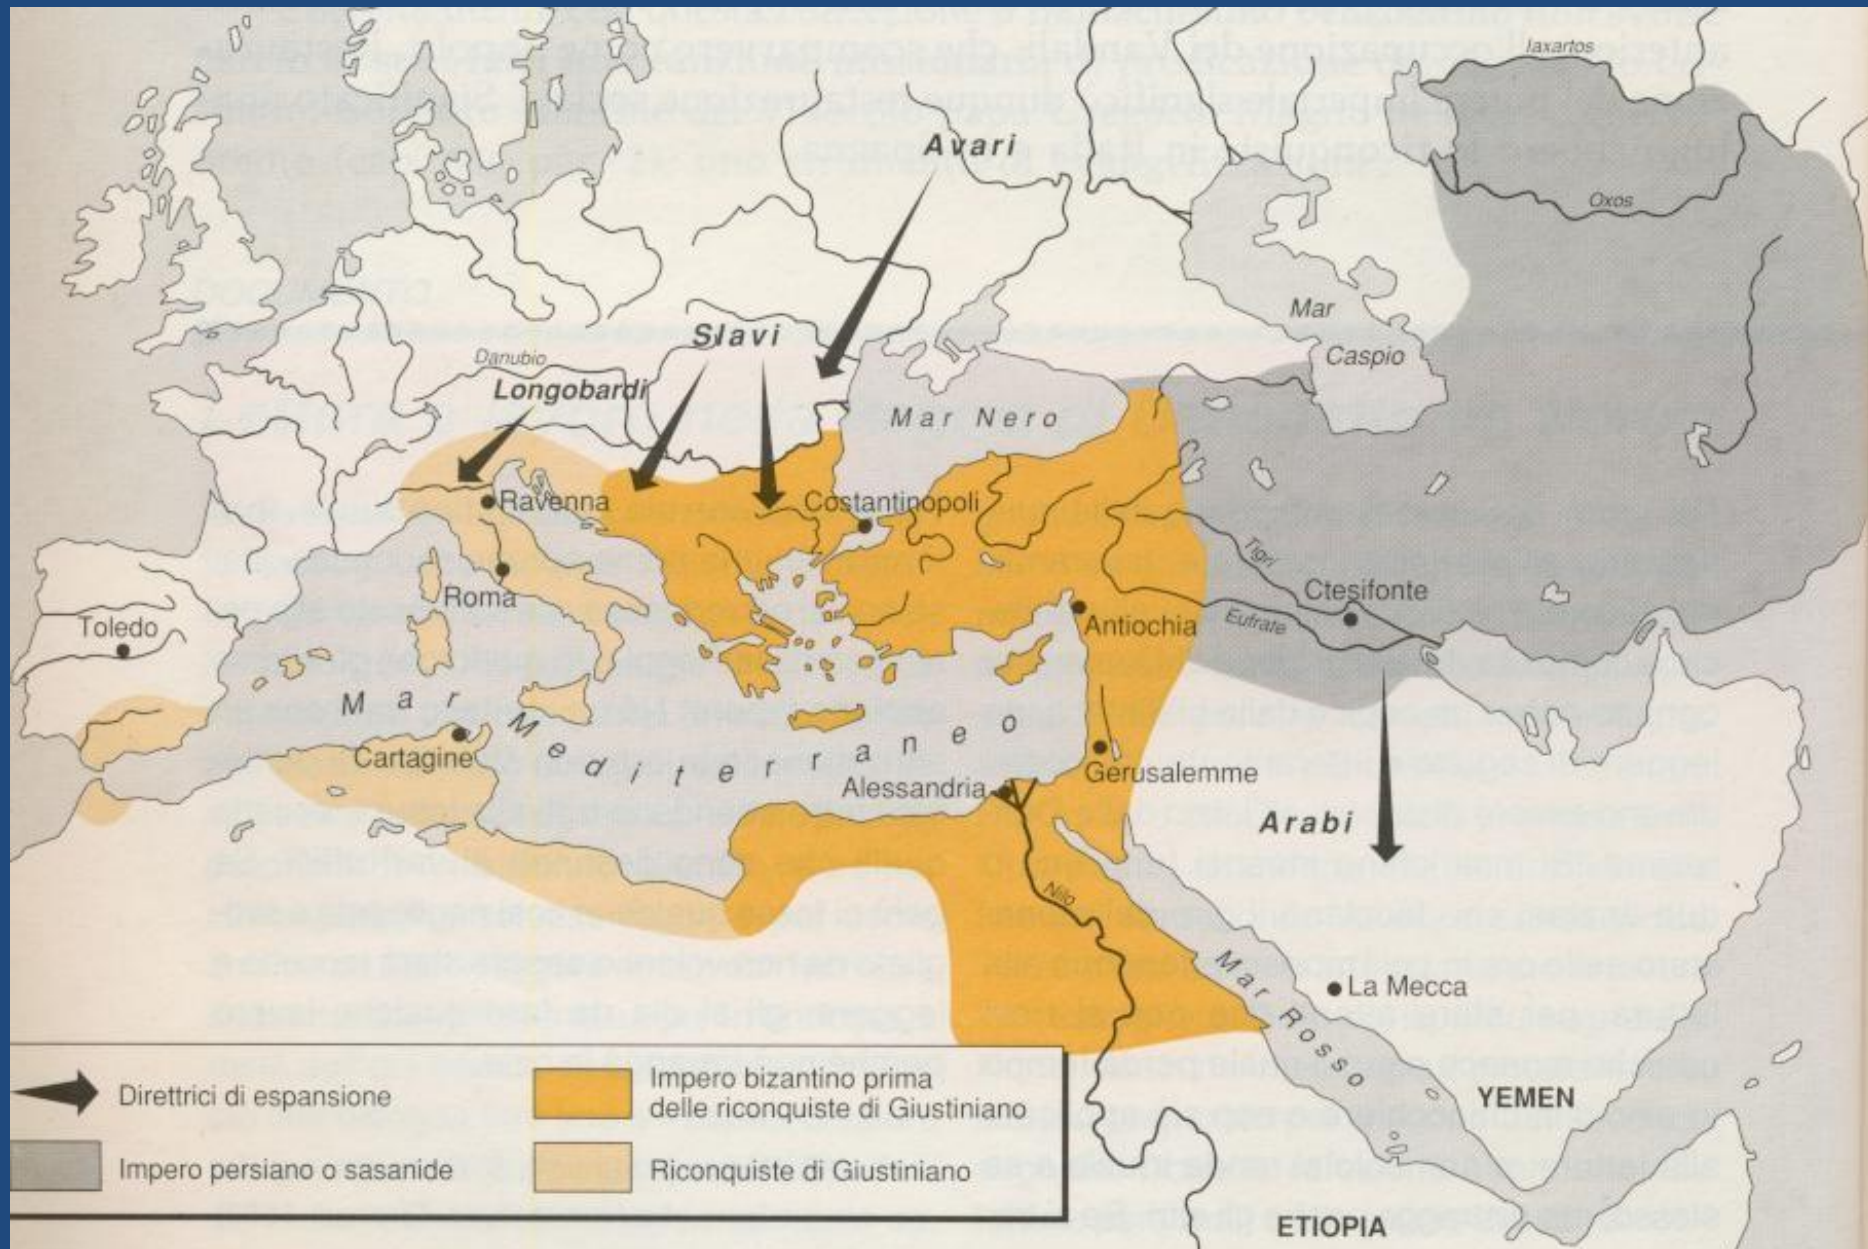 Iaxartos
Avari
Oxos
Mar
Caspio
Slavi
Danubio
Longobardi
Mar Nero
Ravenna
Costantinopoli
Tigri
Ctesifonte
Roma
Eufrate
Antiochia
Toledo
Mar Mediterraneo
Cartagine
Gerusalemme
Alessandria
Arabi
Nilo
Mar Rosso
La Mecca
YEMEN
ETIOPIA
Direttrici di espansione
Impero persiano o sasanide
Impero bizantino prima
delle riconquiste di Giustiniano
Riconquiste di Giustiniano